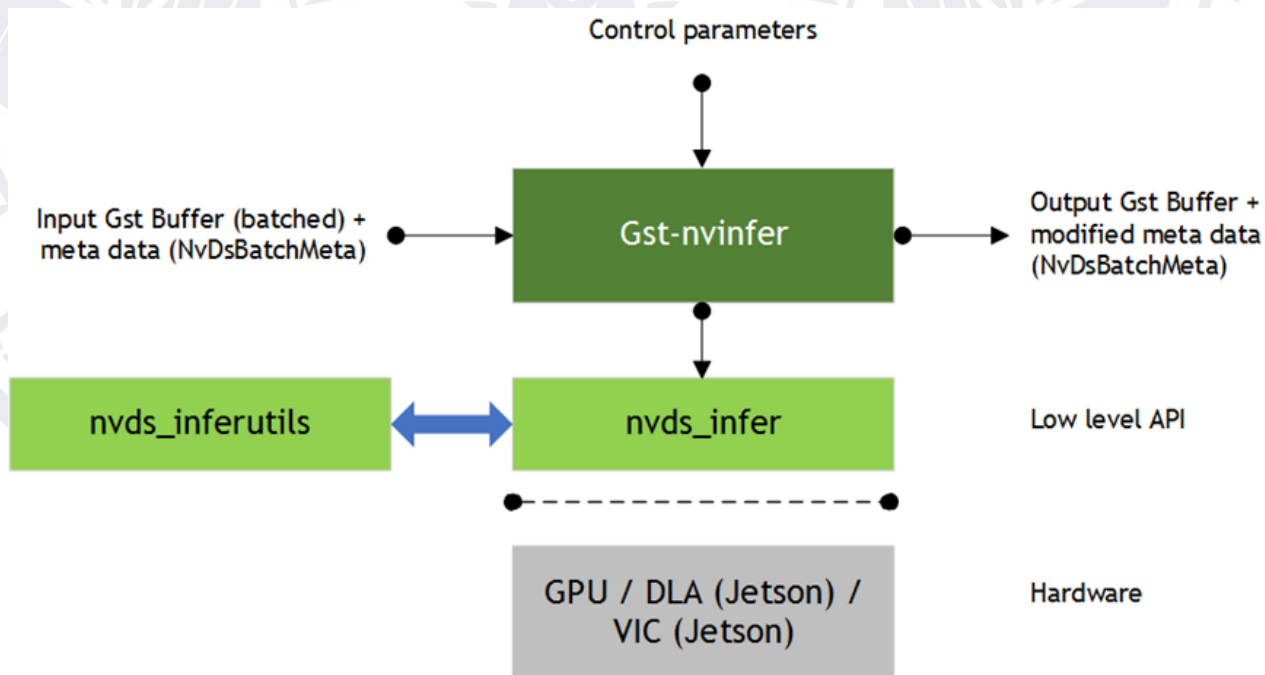 Control parameters
Input Gst Buffer (batched) +
meta data (NvDsBatchMeta)
Gst-nvinfer
Output Gst Buffer +
modified meta data
(NvDsBatchMeta)
nvds_inferutils
nvds_infer
Low level API
GPU / DLA (Jetson) /
VIC (Jetson)
Hardware